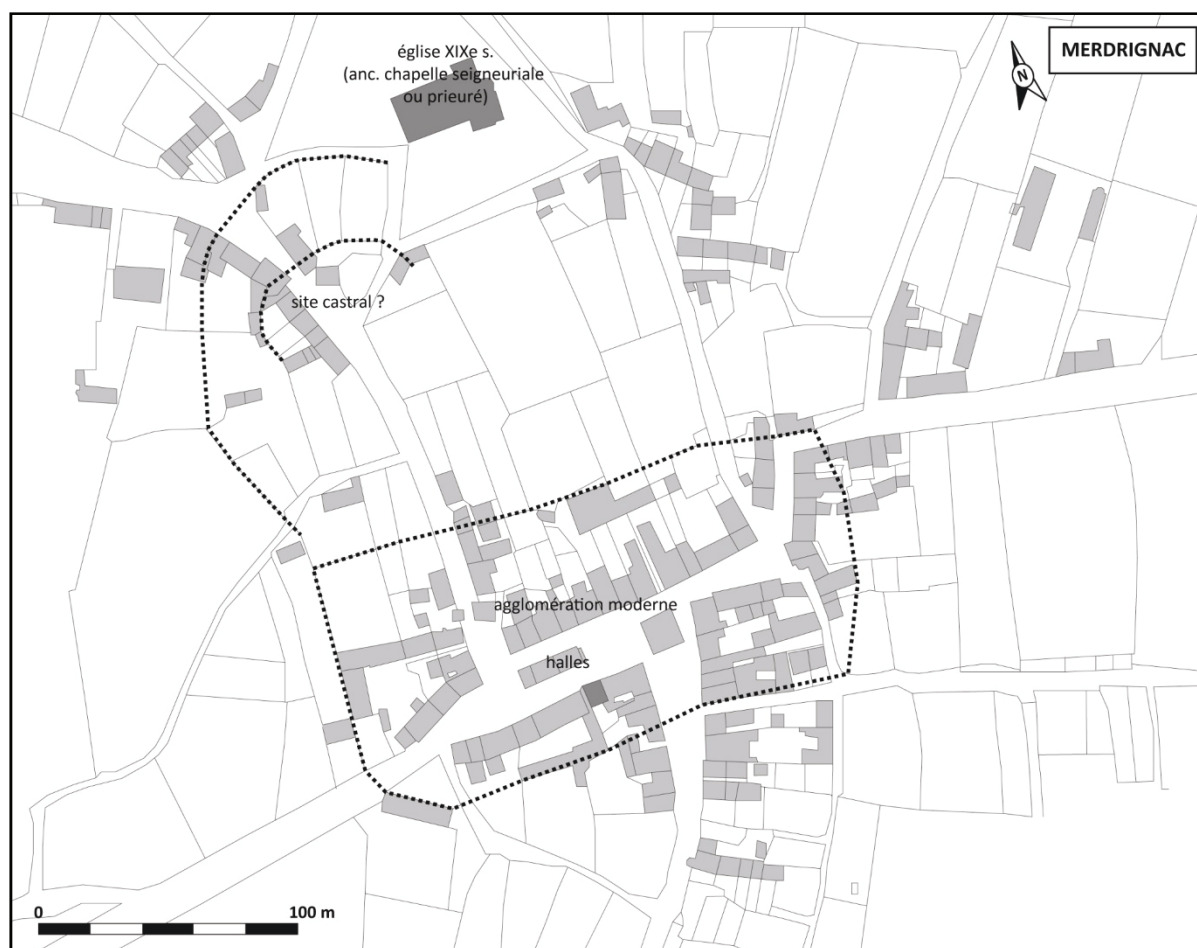 église XIXe s.
(anc. chapelle seigneuriale
ou prieuré)
MERDRIGNAC
N
site castral ?
agglomération moderne
halles
0 100 m